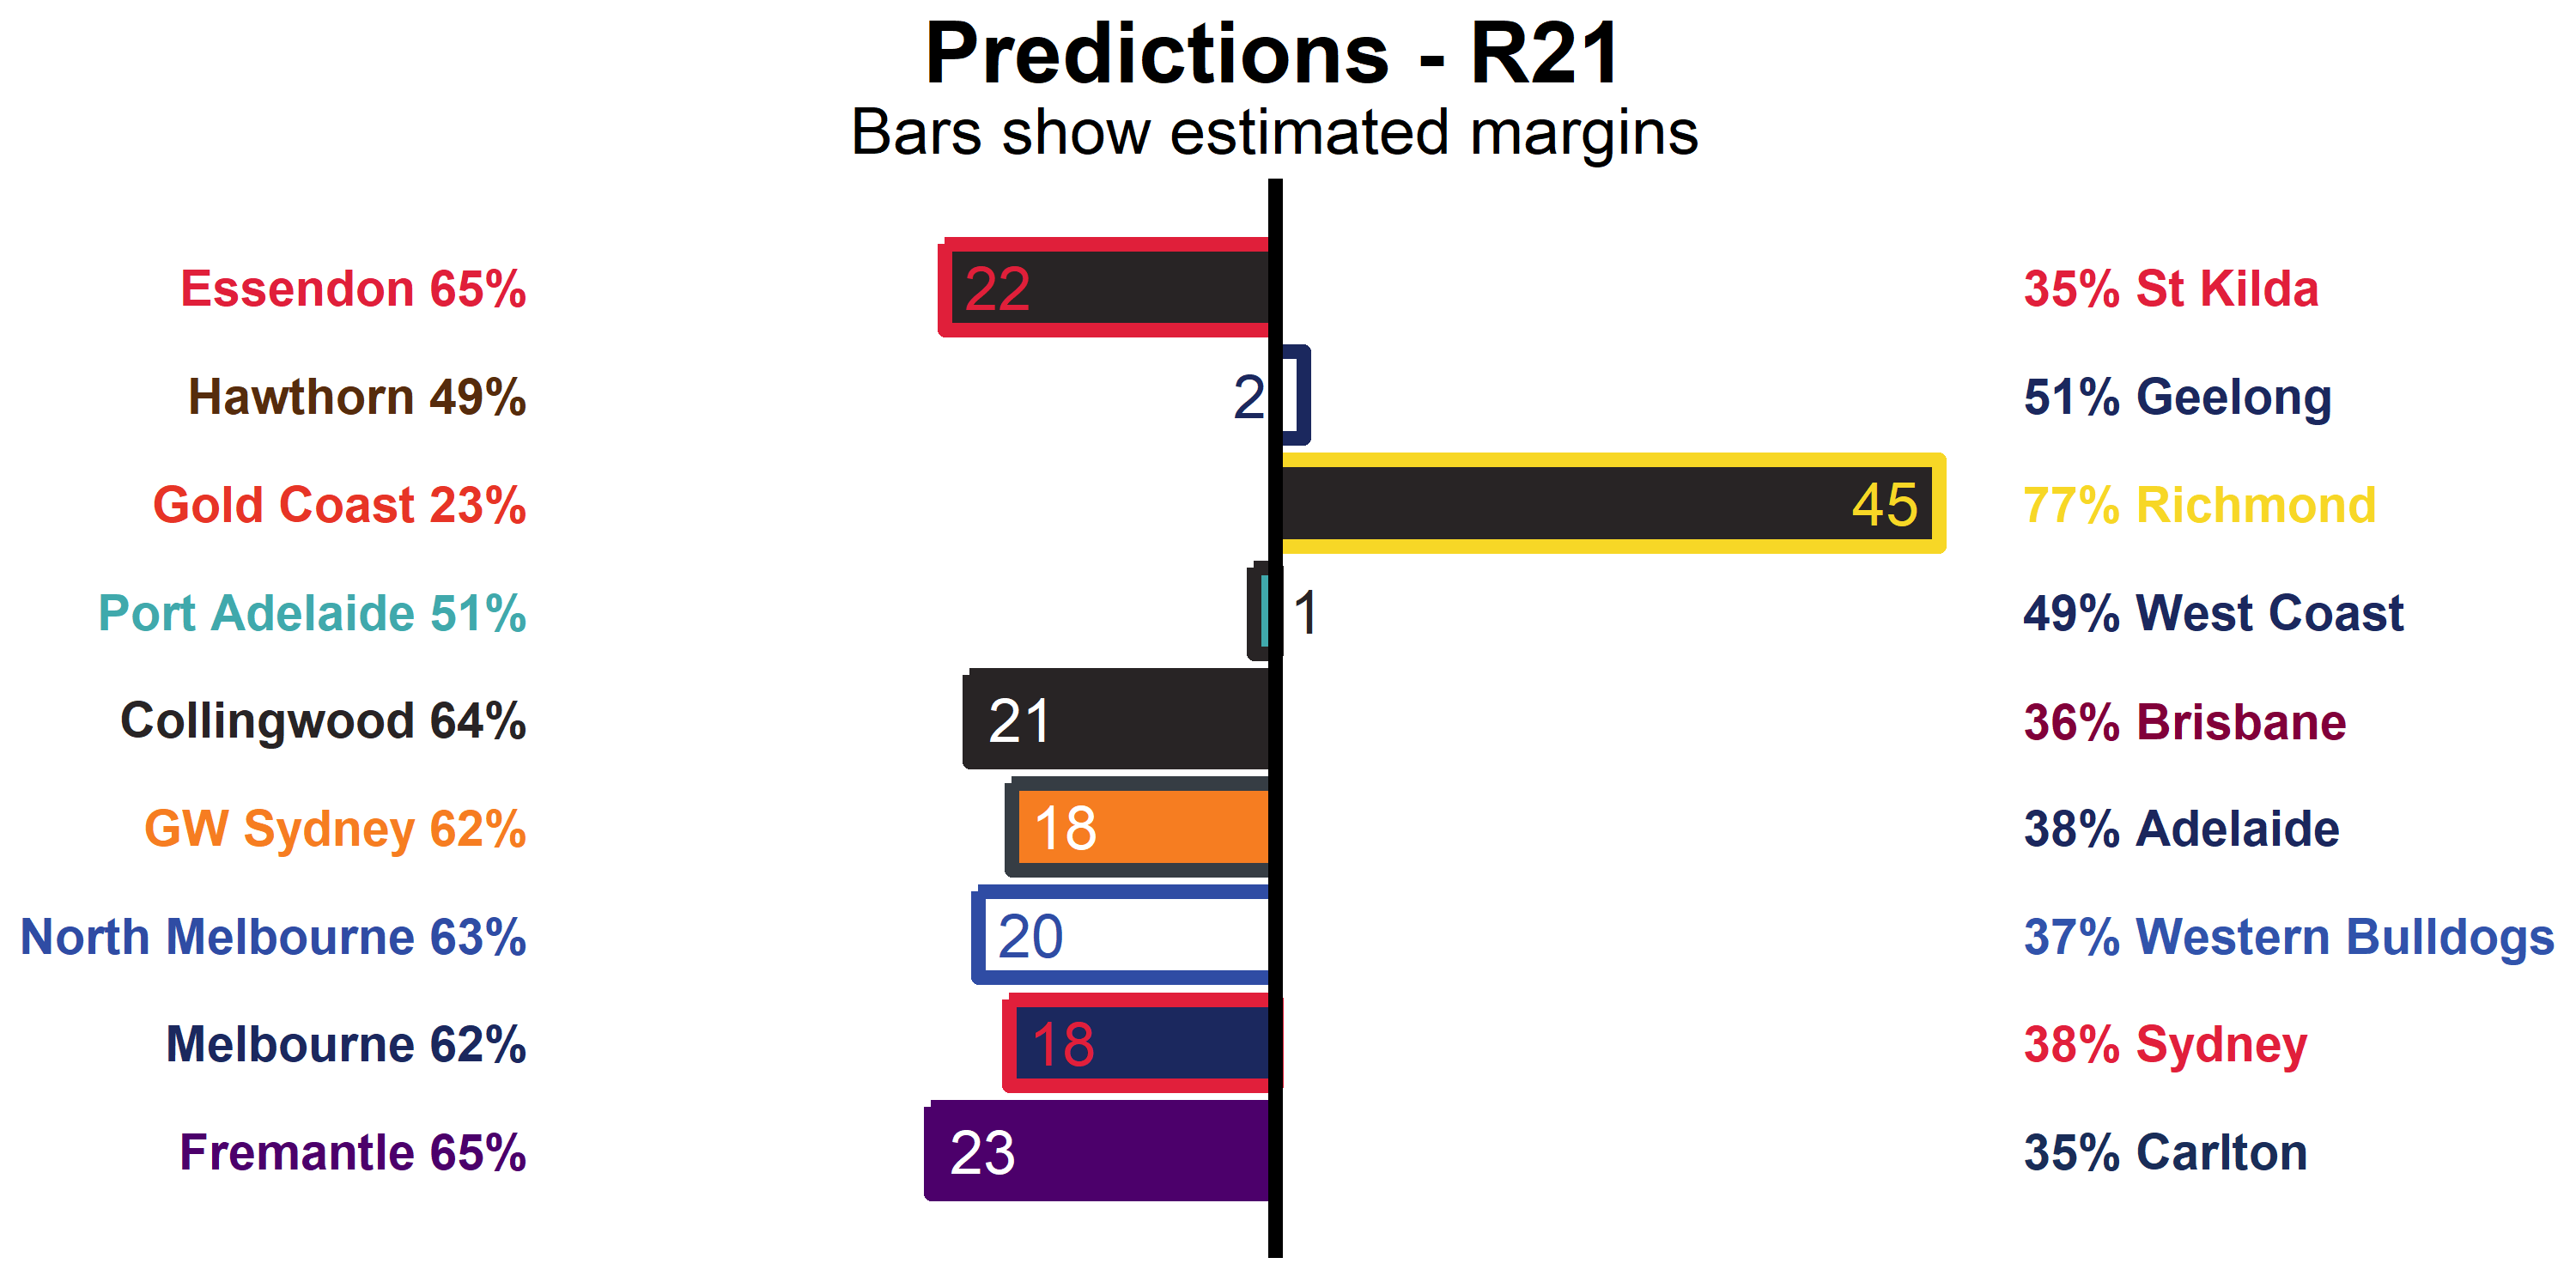 Predictions - R21
Bars show estimated margins
Essendon 65% 22 35% St Kilda
Hawthorn 49% 2 51% Geelong
Gold Coast 23% 45 77% Richmond
Port Adelaide 51% 1 49% West Coast
Collingwood 64% 21 36% Brisbane
GW Sydney 62% 18 38% Adelaide
North Melbourne 63% 20 37% Western Bulldogs
Melbourne 62% 18 38% Sydney
Fremantle 65% 23 35% Carlton